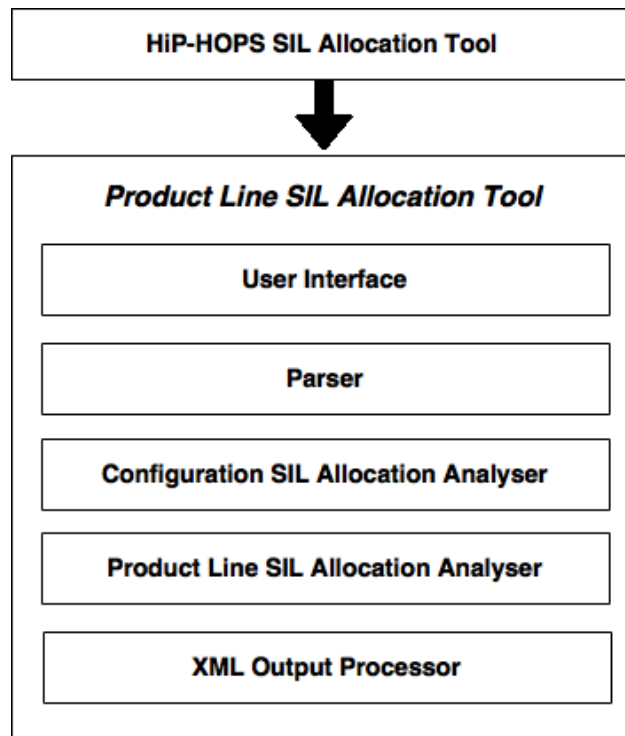 HiP-HOPS SIL Allocation Tool
Product Line SIL Allocation Tool
User Interface
Parser
Configuration SIL Allocation Analyser
Product Line SIL Allocation Analyser
XML Output Processor